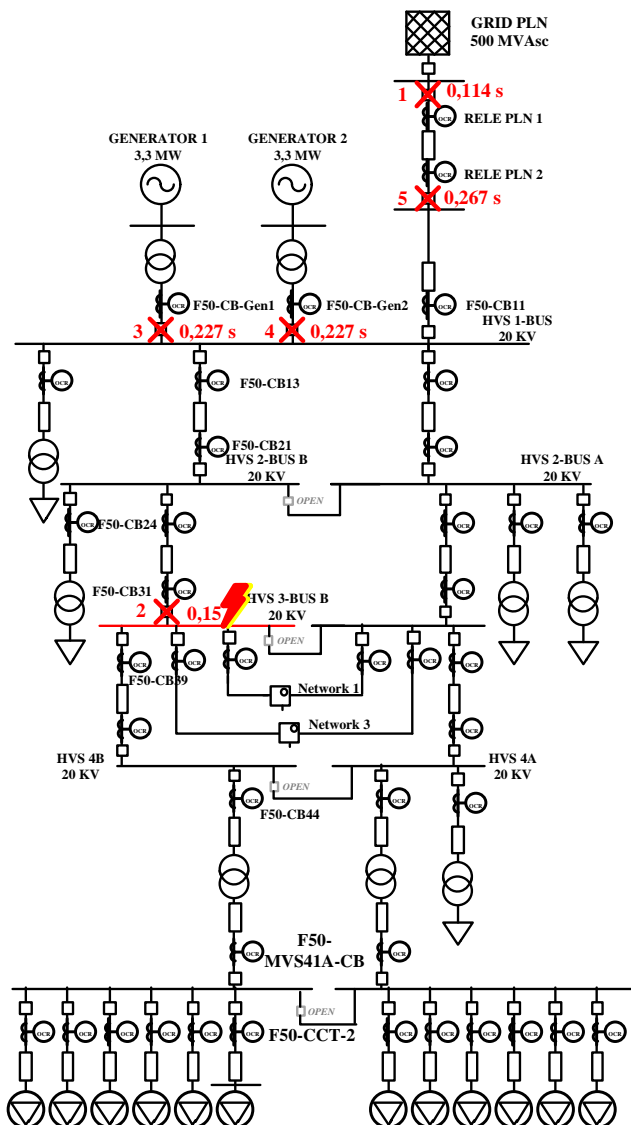 GRID PLN
500 MVAsc
1
0,114 s
OCR
RELE PLN 1
GENERATOR 1
3,3 MW
GENERATOR 2
3,3 MW
OCR
RELE PLN 2
5
0,267 s
OCR
F50-CB-Gen1
OCR
F50-CB-Gen2
OCR
F50-CB11
HVS 1-BUS
20 KV
3
0,227 s
4
0,227 s
OCR
OCR
F50-CB13
OCR
F50-CB21
OCR
OCR
HVS 2-BUS B
20 KV
HVS 2-BUS A
20 KV
OPEN
OCR
F50-CB24
OCR
OCR
OCR
OCR
F50-CB31
OCR
OCR
2
0,15
HVS 3-BUS B
20 KV
OPEN
OCR
OCR
OCR
OCR
OCR
OCR
F50-CB39
Network 1
Network 3
OCR
OCR
HVS 4B
20 KV
HVS 4A
20 KV
OPEN
OCR
OCR
OCR
F50-CB44
F50-
MVS41A-CB
OCR
OCR
OPEN
F50-CCT-2
OCR
OCR
OCR
OCR
OCR
OCR
OCR
OCR
OCR
OCR
OCR
OCR